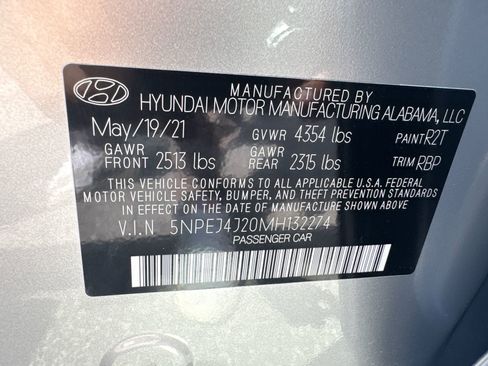 MANUFACTURED BY
HYUNDAI MOTOR MANUFACTURING ALABAMA, LLC
May/19/21 GVWR 4354 lbs PAINT R2T
GAWR FRONT 2513 lbs GAWR REAR 2315 lbs TRIM RBP
THIS VEHICLE CONFORMS TO ALL APPLICABLE U.S.A. FEDERAL
MOTOR VEHICLE SAFETY, BUMPER, AND THEFT PREVENTION STANDARDS
IN EFFECT ON THE DATE OF MANUFACTURE SHOWN ABOVE.
V.I.N 5NPEJ4J20MH132274
PASSENGER CAR